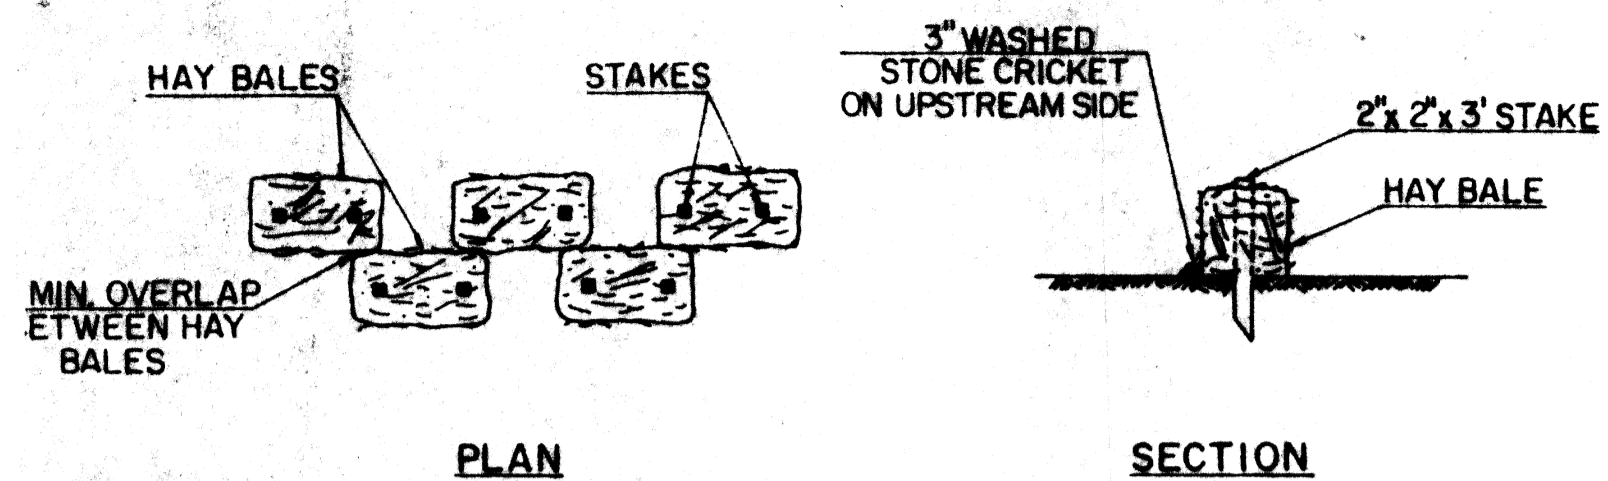 HAY BALES
STAKES
MIN. OVERLAP
ETWEEN HAY
BALES
PLAN
3" WASHED
STONE CRICKET
ON UPSTREAM SIDE
2"x 2"x 3' STAKE
HAY BALE
SECTION